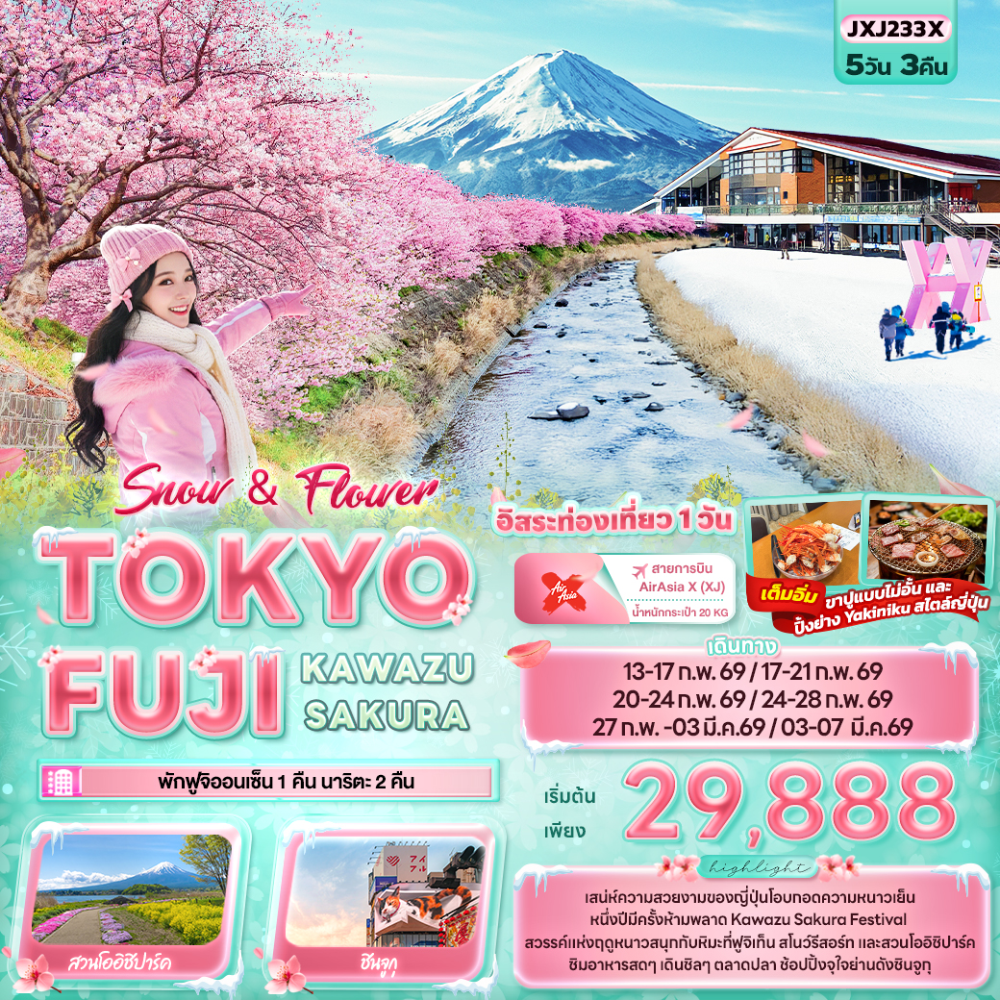 JXJ233X
5วัน 3คืน
Snow & Flower
TOKYO
FUJI
KAWAZU
SAKURA
อิสระท่องเที่ยว 1 วัน
Air
Asia
X
สายการบิน
AirAsia X (XJ)
น้ำหนักกระเป๋า 20 KG
เต็มอิ่ม ขาปูแบบไม่อั้น และ
ปิ้งย่าง Yakiniku สไตล์ญี่ปุ่น
เดินทาง
13-17 ก.พ. 69 / 17-21 ก.พ. 69
20-24 ก.พ. 69 / 24-28 ก.พ. 69
27 ก.พ. -03 มี.ค.69 / 03-07 มี.ค.69
พักฟูจิออนเซ็น 1 คืน นาริตะ 2 คืน
เริ่มต้น
เพียง
29,888
สวนโออิชิปาร์ค
アイ
フル
ชินจูกุ
highlight
เสน่ห์ความสวยงามของญี่ปุ่นโอบกอดความหนาวเย็น
หนึ่งปีมีครั้งห้ามพลาด Kawazu Sakura Festival
สวรรค์แห่งฤดูหนาวสนุกกับหิมะที่ฟูจิเท็น สโนว์รีสอร์ท และสวนโออิชิปาร์ค
ชิมอาหารสดๆ เดินชิลๆ ตลาดปลา ช้อปปิ้งจุใจย่านดังชินจูกุ